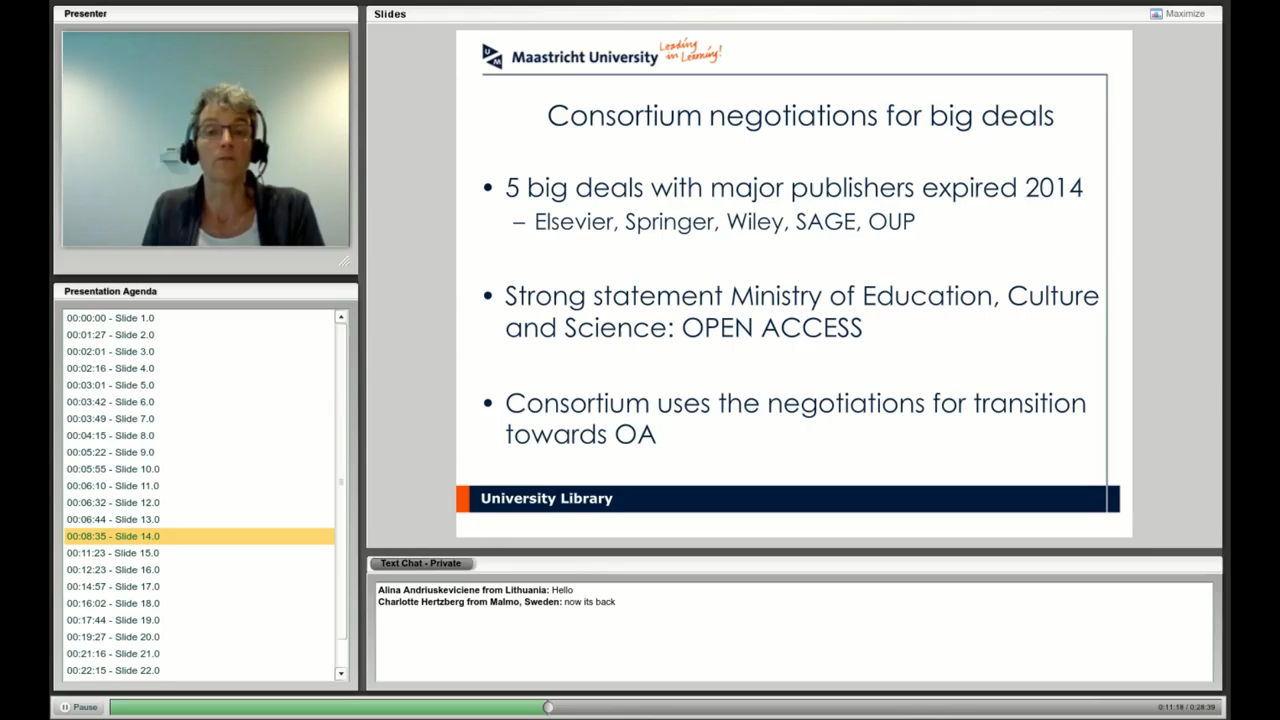 Presenter
Slides
Maximize
Maastricht University
Leading
in Learning!
Consortium negotiations for big deals
• 5 big deals with major publishers expired 2014
– Elsevier, Springer, Wiley, SAGE, OUP
• Strong statement Ministry of Education, Culture
and Science: OPEN ACCESS
• Consortium uses the negotiations for transition
towards OA
University Library
Presentation Agenda
00:00:00 - Slide 1.0
00:01:27 - Slide 2.0
00:02:01 - Slide 3.0
00:02:16 - Slide 4.0
00:03:01 - Slide 5.0
00:03:42 - Slide 6.0
00:03:49 - Slide 7.0
00:04:15 - Slide 8.0
00:05:22 - Slide 9.0
00:05:55 - Slide 10.0
00:06:10 - Slide 11.0
00:06:32 - Slide 12.0
00:06:44 - Slide 13.0
00:08:35 - Slide 14.0
00:11:23 - Slide 15.0
00:12:23 - Slide 16.0
00:14:57 - Slide 17.0
00:16:02 - Slide 18.0
00:17:44 - Slide 19.0
00:19:27 - Slide 20.0
00:21:16 - Slide 21.0
00:22:15 - Slide 22.0
Text Chat - Private
Alina Andriuskeviciene from Lithuania: Hello
Charlotte Hertzberg from Malmo, Sweden: now its back
Pause
0:11:18 / 0:28:39